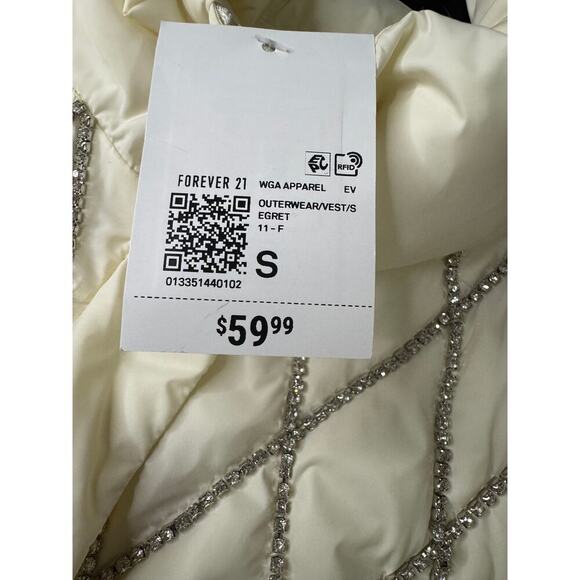 RFID
FOREVER 21 WGA APPAREL EV
OUTERWEAR/VEST/S
EGRET
11-F
S
013351440102
$59.99